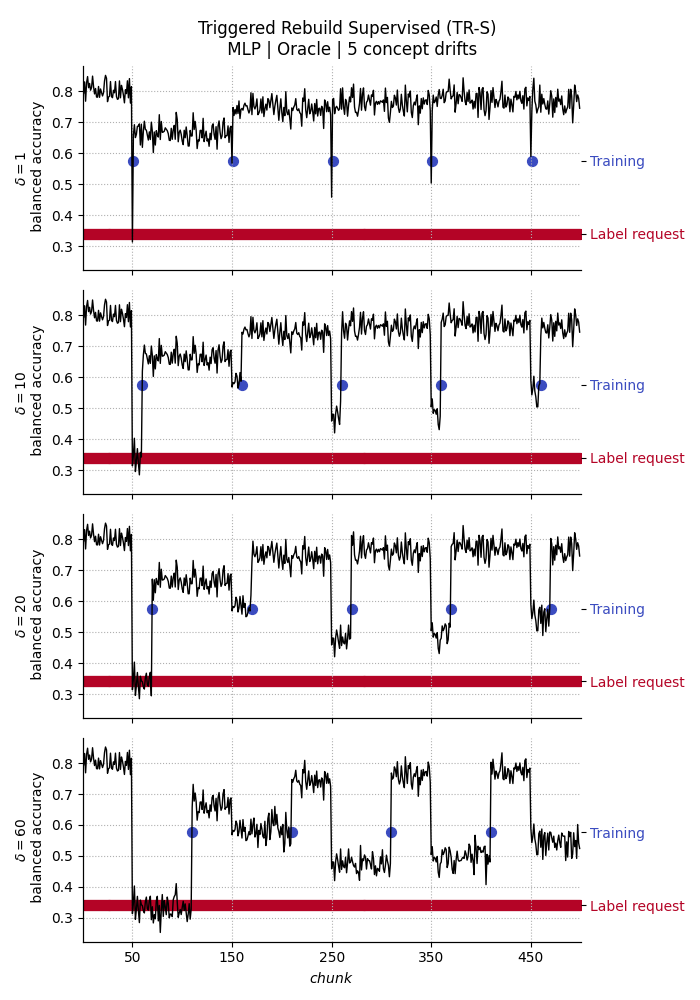 Triggered Rebuild Supervised (TR-S)
MLP | Oracle | 5 concept drifts
0.8
0.7
0.6
0.5
0.4
0.3
δ = 1
balanced accuracy
Training
Label request
0.8
0.7
0.6
0.5
0.4
0.3
δ = 10
balanced accuracy
Training
Label request
0.8
0.7
0.6
0.5
0.4
0.3
δ = 20
balanced accuracy
Training
Label request
0.8
0.7
0.6
0.5
0.4
0.3
δ = 60
balanced accuracy
Training
Label request
50 150 250 350 450
chunk